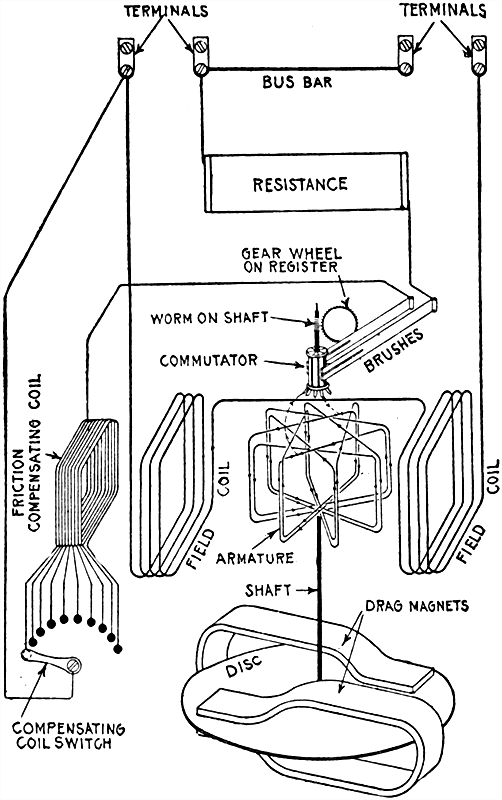 TERMINALS
TERMINALS
BUS BAR
RESISTANCE
GEAR WHEEL
ON REGISTER
WORM ON SHAFT
COMMUTATOR
BRUSHES
FRICTION
COMPENSATING COIL
FIELD
COIL
COIL
FIELD
ARMATURE
SHAFT
DRAG MAGNETS
DISC
COMPENSATING
COIL SWITCH